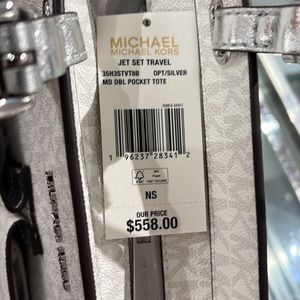 MICHAEL
MICHAEL KORS
JET SET TRAVEL
35H3STVT8B OPT/SILVER
MD DBL POCKET TOTE
1 96237 28341 2
FSC
NS
OUR PRICE
$558.00